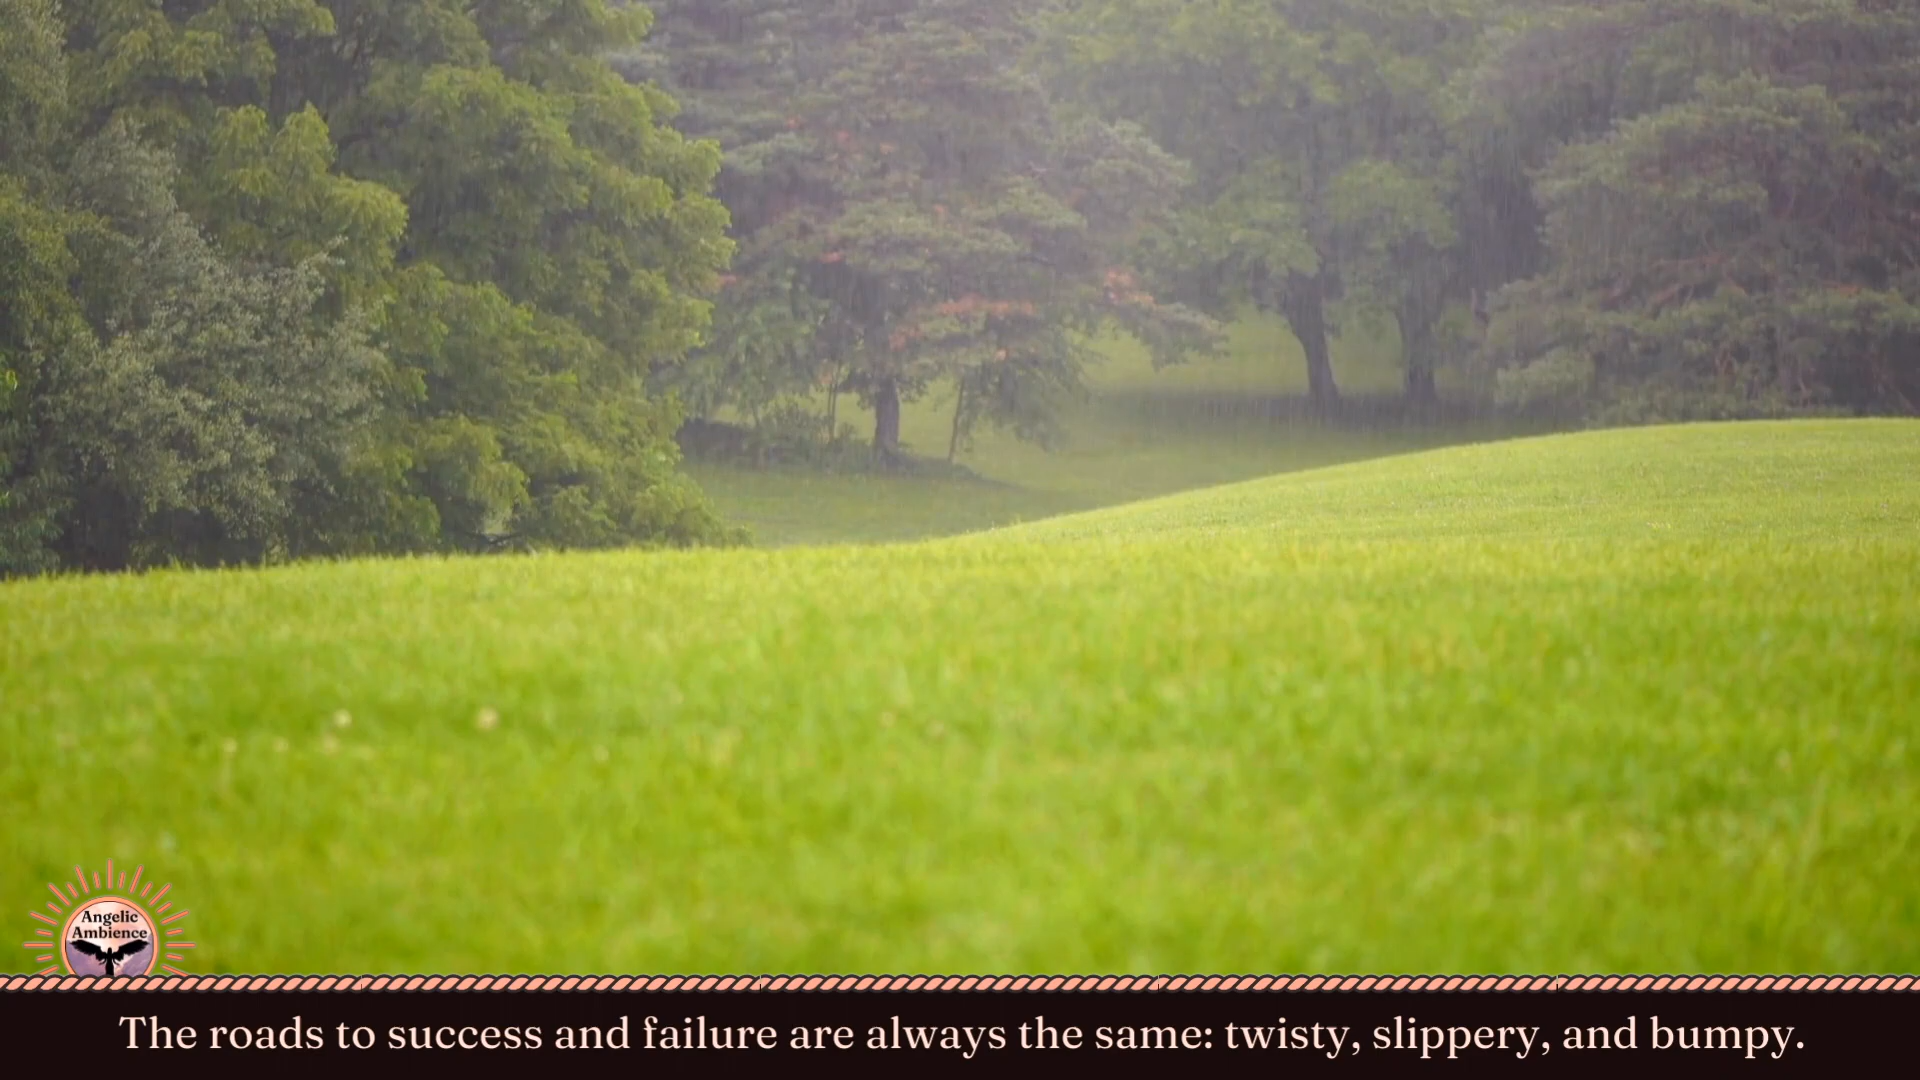 Angelic
Ambience
The roads to success and failure are always the same: twisty, slippery, and bumpy.